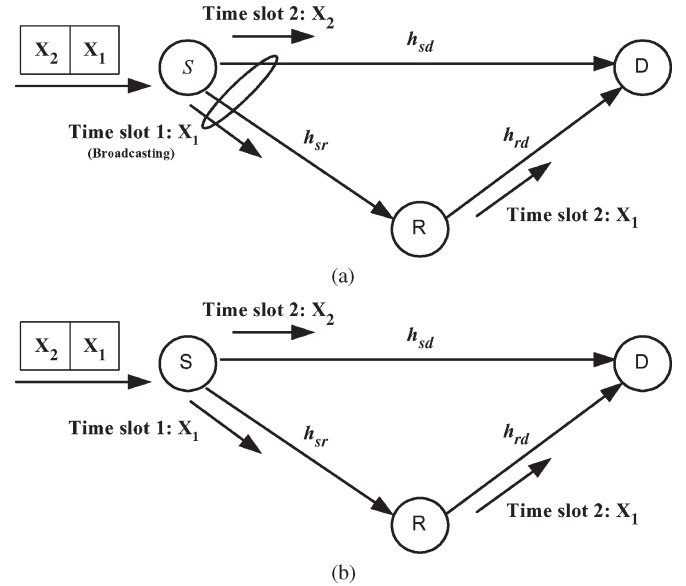 Time slot 2: X2
X2 X1
S
hsd
D
Time slot 1: X1
(Broadcasting)
hsr
hrd
R
Time slot 2: X1
(a)
Time slot 2: X2
X2 X1
S
hsd
D
Time slot 1: X1
hsr
hrd
R
Time slot 2: X1
(b)